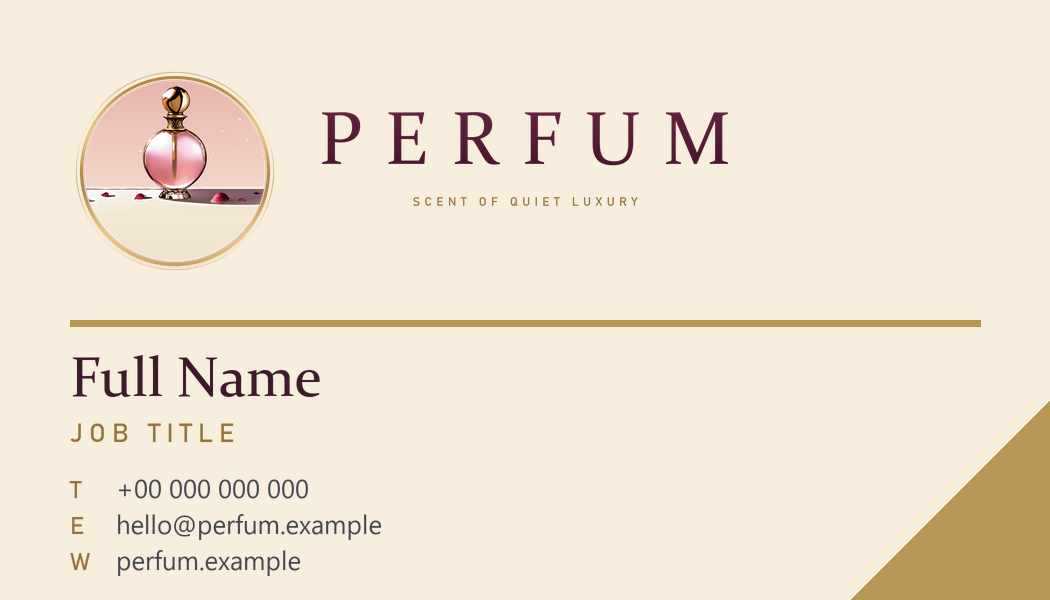 PERFUM
SCENT OF QUIET LUXURY
Full Name
JOB TITLE
T +00 000 000 000
E hello@perfum.example
W perfum.example